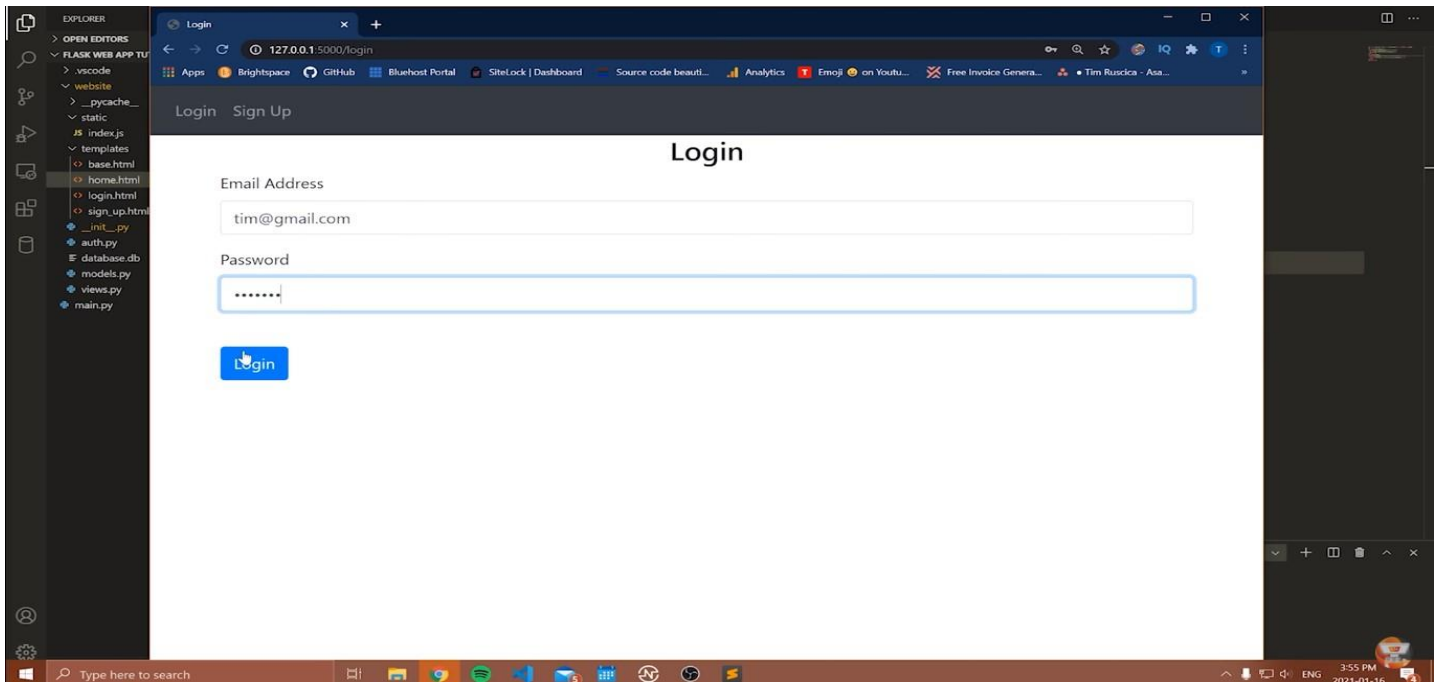 EXPLORER
OPEN EDITORS
FLASK WEB APP TU
.vscode
website
__pycache__
static
JS index.js
templates
<> base.html
<> home.html
<> login.html
<> sign_up.html
__init__.py
auth.py
database.db
models.py
views.py
main.py
Login
127.0.0.1:5000/login
IQ
T
Apps
Brightspace
GitHub
Bluehost Portal
SiteLock | Dashboard
Source code beauti...
Analytics
T Emoji 😀 on Youtu...
Free Invoice Genera...
• Tim Ruscica - Asa...
Login Sign Up
Login
Email Address
tim@gmail.com
Password
•••••••
Login
Type here to search
5
ENG
3:55 PM
2021-01-16
4